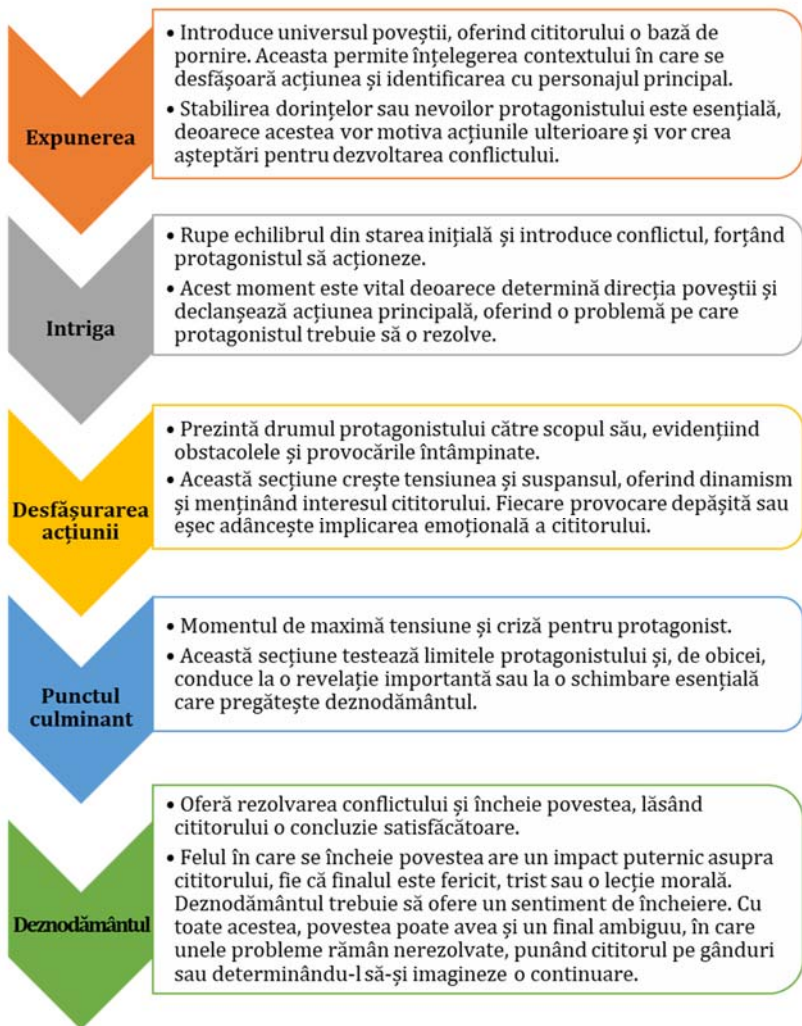 Expunerea
• Introduce universul poveștii, oferind cititorului o bază de
pornire. Aceasta permite înțelegerea contextului în care se
desfășoară acțiunea și identificarea cu personajul principal.
• Stabilirea dorințelor sau nevoilor protagonistului este esențială,
deoarece acestea vor motiva acțiunile ulterioare și vor crea
așteptări pentru dezvoltarea conflictului.
Intriga
• Rupe echilibrul din starea inițială și introduce conflictul, forțând
protagonistul să acționeze.
• Acest moment este vital deoarece determină direcția poveștii și
declanșează acțiunea principală, oferind o problemă pe care
protagonistul trebuie să o rezolve.
Desfășurarea
acțiunii
• Prezintă drumul protagonistului către scopul său, evidențiind
obstacolele și provocările întâmpinate.
• Această secțiune crește tensiunea și suspansul, oferind dinamism
și menținând interesul cititorului. Fiecare provocare depășită sau
eșec adâncește implicarea emoțională a cititorului.
Punctul
culminant
• Momentul de maximă tensiune și criză pentru protagonist.
• Această secțiune testează limitele protagonistului și, de obicei,
conduce la o revelație importantă sau la o schimbare esențială
care pregătește deznodământul.
Deznodământul
• Oferă rezolvarea conflictului și încheie povestea, lăsând
cititorului o concluzie satisfăcătoare.
• Felul în care se încheie povestea are un impact puternic asupra
cititorului, fie că finalul este fericit, trist sau o lecție morală.
Deznodământul trebuie să ofere un sentiment de încheiere. Cu
toate acestea, povestea poate avea și un final ambiguu, în care
unele probleme rămân nerezolvate, punând cititorul pe gânduri
sau determinându-l să-și imagineze o continuare.